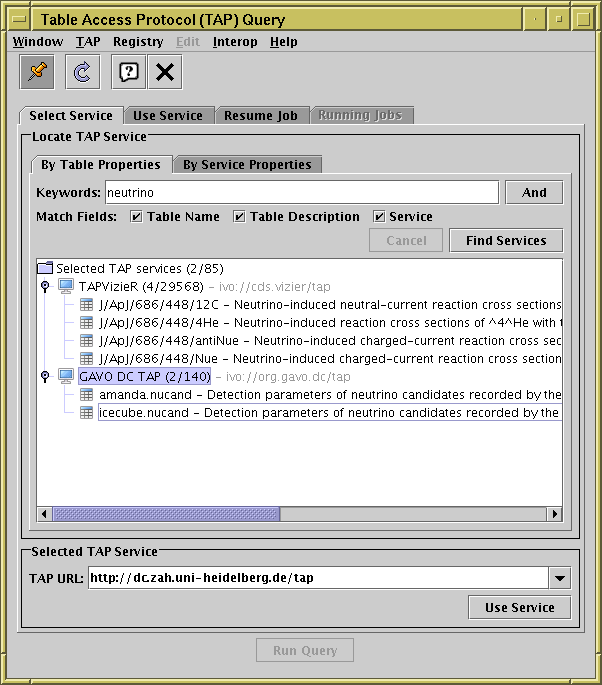 Table Access Protocol (TAP) Query
Window TAP Registry Edit Interop Help
Select Service Use Service Resume Job Running Jobs
Locate TAP Service
By Table Properties By Service Properties
Keywords: neutrino And
Match Fields: Table Name Table Description Service
Cancel Find Services
Selected TAP services (2/85)
TAPVizieR (4/29568) - ivo://cds.vizier/tap
J/ApJ/686/448/12C - Neutrino-induced neutral-current reaction cross sections
J/ApJ/686/448/4He - Neutrino-induced reaction cross sections of ^4^He with t
J/ApJ/686/448/antiNue - Neutrino-induced charged-current reaction cross sec
J/ApJ/686/448/Nue - Neutrino-induced charged-current reaction cross section
GAVO DC TAP (2/140) - ivo://org.gavo.dc/tap
amanda.nucand - Detection parameters of neutrino candidates recorded by the
icecube.nucand - Detection parameters of neutrino candidates recorded by the
Selected TAP Service
TAP URL: http://dc.zah.uni-heidelberg.de/tap
Use Service
Run Query